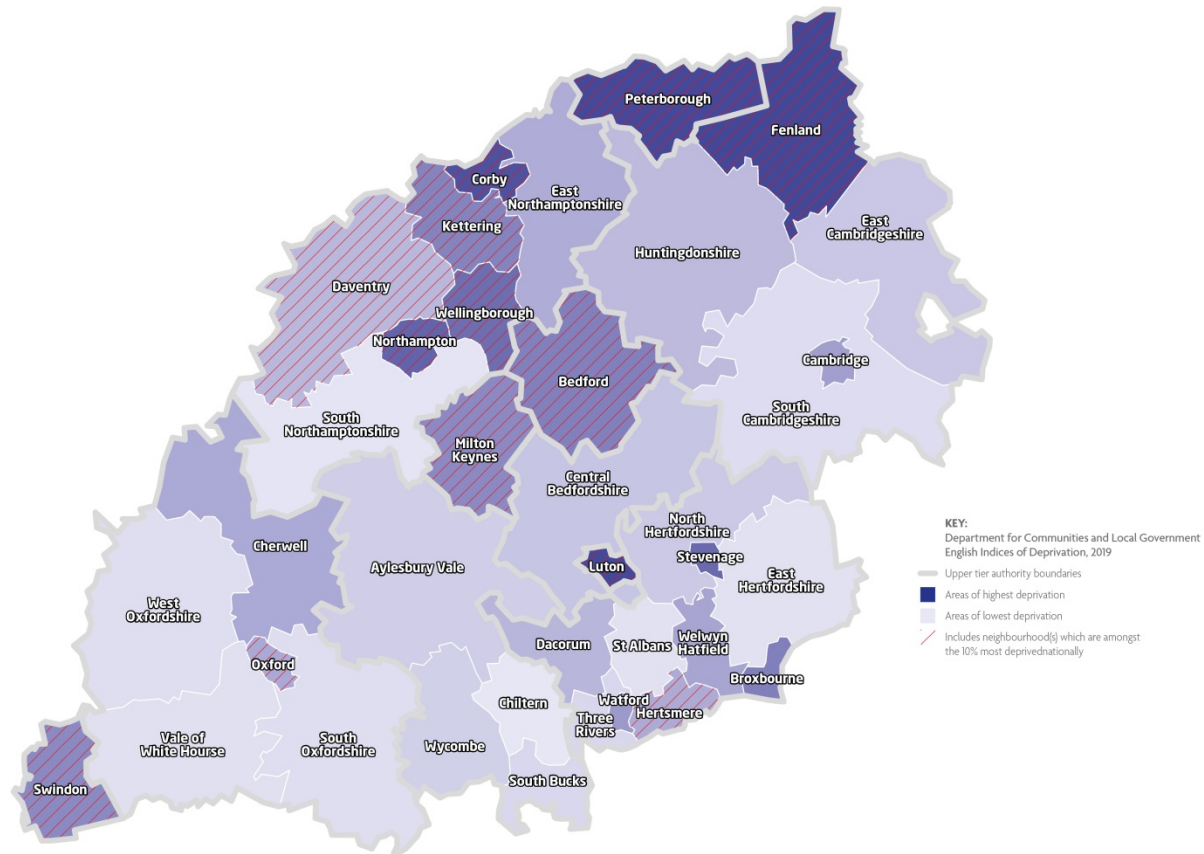 Peterborough
Fenland
Corby
East
Northamptonshire
Kettering
East
Cambridgeshire
Huntingdonshire
Daventry
Wellingborough
Northampton
Cambridge
Bedford
South
Cambridgeshire
South
Northamptonshire
Milton
Keynes
Central
Bedfordshire
North
Hertfordshire
Cherwell
Stevenage
Luton
Aylesbury Vale
East
Hertfordshire
West
Oxfordshire
Dacorum
St Albans
Welwyn
Hatfield
Oxford
Broxbourne
Chiltern
Watford
Hertsmere
Three
Rivers
Vale of
White Hourse
South
Oxfordshire
Wycombe
South Bucks
Swindon
KEY:
Department for Communities and Local Government
English Indices of Deprivation, 2019
Upper tier authority boundaries
Areas of highest deprivation
Areas of lowest deprivation
Includes neighbourhood(s) which are amongst
the 10% most deprivednationally